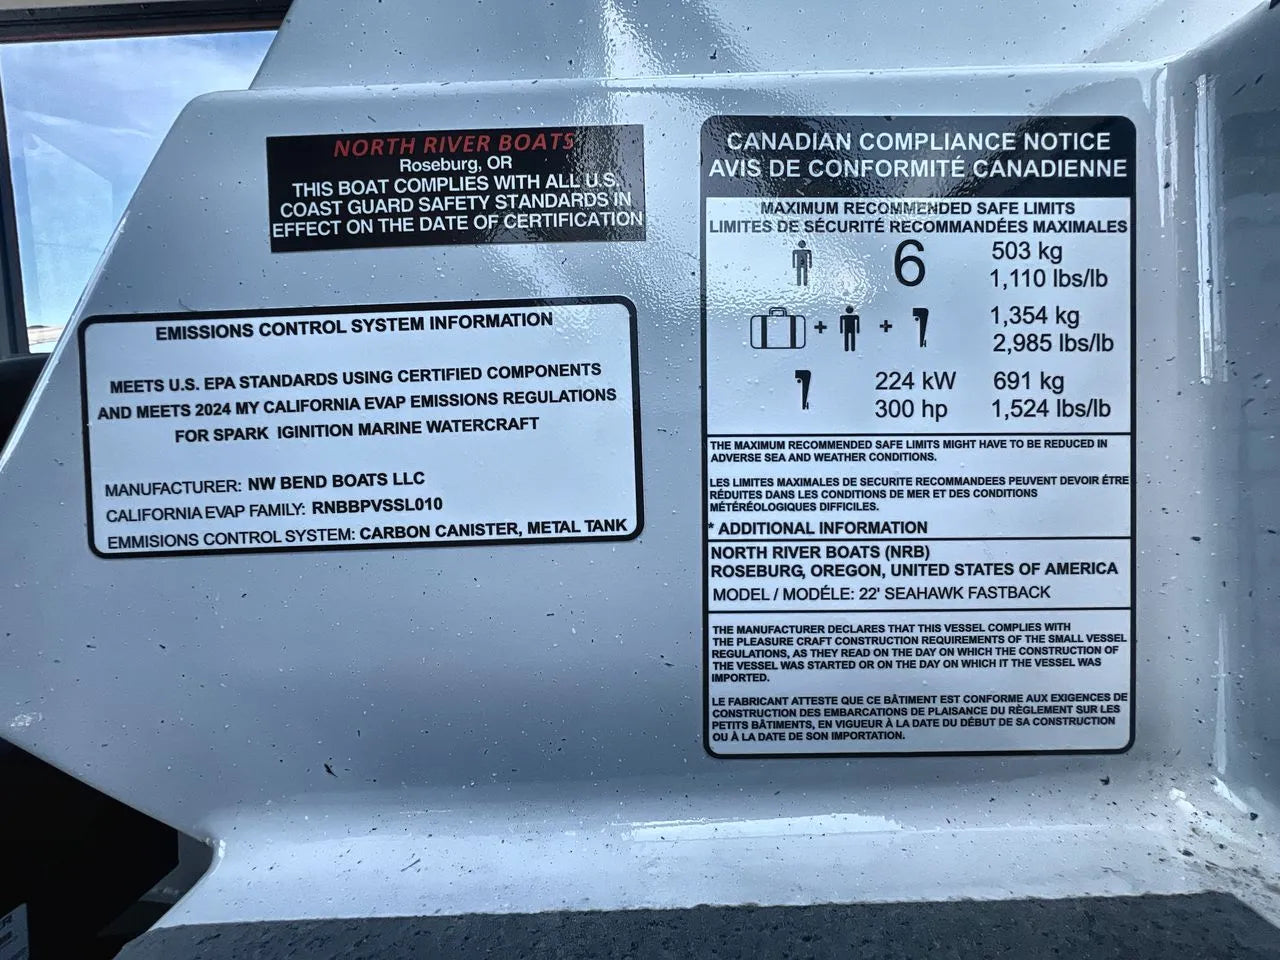 NORTH RIVER BOATS
Roseburg, OR
THIS BOAT COMPLIES WITH ALL U.S.
COAST GUARD SAFETY STANDARDS IN
EFFECT ON THE DATE OF CERTIFICATION
EMISSIONS CONTROL SYSTEM INFORMATION
MEETS U.S. EPA STANDARDS USING CERTIFIED COMPONENTS
AND MEETS 2024 MY CALIFORNIA EVAP EMISSIONS REGULATIONS
FOR SPARK IGINITION MARINE WATERCRAFT
MANUFACTURER: NW BEND BOATS LLC
CALIFORNIA EVAP FAMILY: RNBBPVSSL010
EMMISIONS CONTROL SYSTEM: CARBON CANISTER, METAL TANK
CANADIAN COMPLIANCE NOTICE
AVIS DE CONFORMITÉ CANADIENNE
MAXIMUM RECOMMENDED SAFE LIMITS
LIMITES DE SÉCURITÉ RECOMMANDÉES MAXIMALES
6 503 kg
1,110 lbs/lb
+ + 1,354 kg
2,985 lbs/lb
224 kW 691 kg
300 hp 1,524 lbs/lb
THE MAXIMUM RECOMMENDED SAFE LIMITS MIGHT HAVE TO BE REDUCED IN
ADVERSE SEA AND WEATHER CONDITIONS.
LES LIMITES MAXIMALES DE SECURITE RECOMMANDEES PEUVENT DEVOIR ÉTRE
RÉDUITES DANS LES CONDITIONS DE MER ET DES CONDITIONS
MÉTÉRÉOLOGIQUES DIFFICILES.
* ADDITIONAL INFORMATION
NORTH RIVER BOATS (NRB)
ROSEBURG, OREGON, UNITED STATES OF AMERICA
MODEL / MODÉLE: 22' SEAHAWK FASTBACK
THE MANUFACTURER DECLARES THAT THIS VESSEL COMPLIES WITH
THE PLEASURE CRAFT CONSTRUCTION REQUIREMENTS OF THE SMALL VESSEL
REGULATIONS, AS THEY READ ON THE DAY ON WHICH THE CONSTRUCTION OF
THE VESSEL WAS STARTED OR ON THE DAY ON WHICH IT THE VESSEL WAS
IMPORTED.
LE FABRICANT ATTESTE QUE CE BÂTIMENT EST CONFORME AUX EXIGENCES DE
CONSTRUCTION DES EMBARCATIONS DE PLAISANCE DU RÈGLEMENT SUR LES
PETITS BÂTIMENTS, EN VIGUEUR À LA DATE DU DÉBUT DE SA CONSTRUCTION
OU À LA DATE DE SON IMPORTATION.